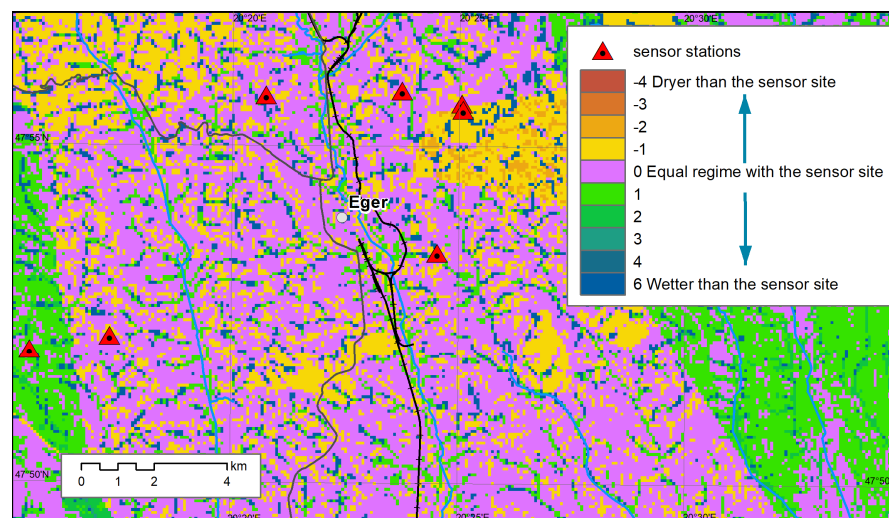 20°20'E
20°25'E
20°30'E
sensor stations
-4 Dryer than the sensor site
-3
-2
-1
0 Equal regime with the sensor site
1
2
3
4
6 Wetter than the sensor site
47°55'N
Eger
km
0 1 2 4
47°50'N
47°50'
20°20'E
20°25'E
20°30'E